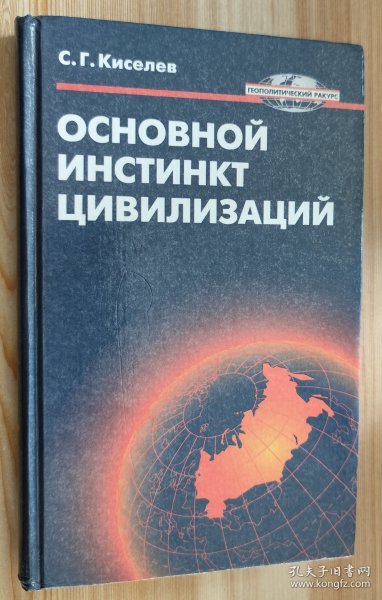 С. Г. Киселев
ГЕОПОЛИТИЧЕСКИЙ РАКУРС
ОСНОВНОЙ
ИНСТИНКТ
ЦИВИЛИЗАЦИЙ
孔夫子旧书网
www.kongfz.com